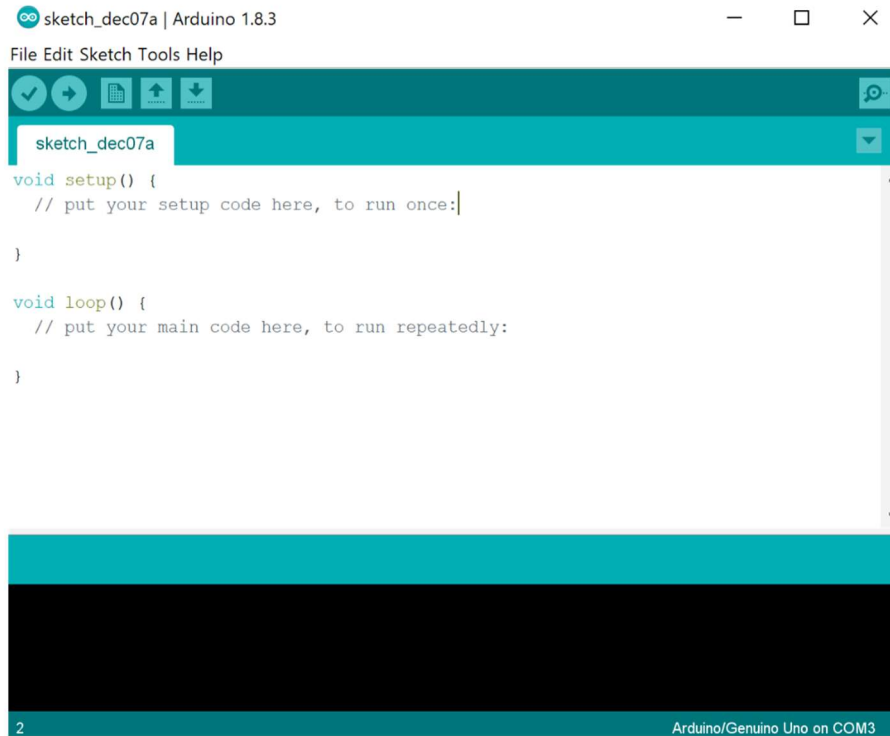 sketch_dec07a | Arduino 1.8.3
File Edit Sketch Tools Help
sketch_dec07a
void setup() {
// put your setup code here, to run once:
}
void loop() {
// put your main code here, to run repeatedly:
}
2
Arduino/Genuino Uno on COM3